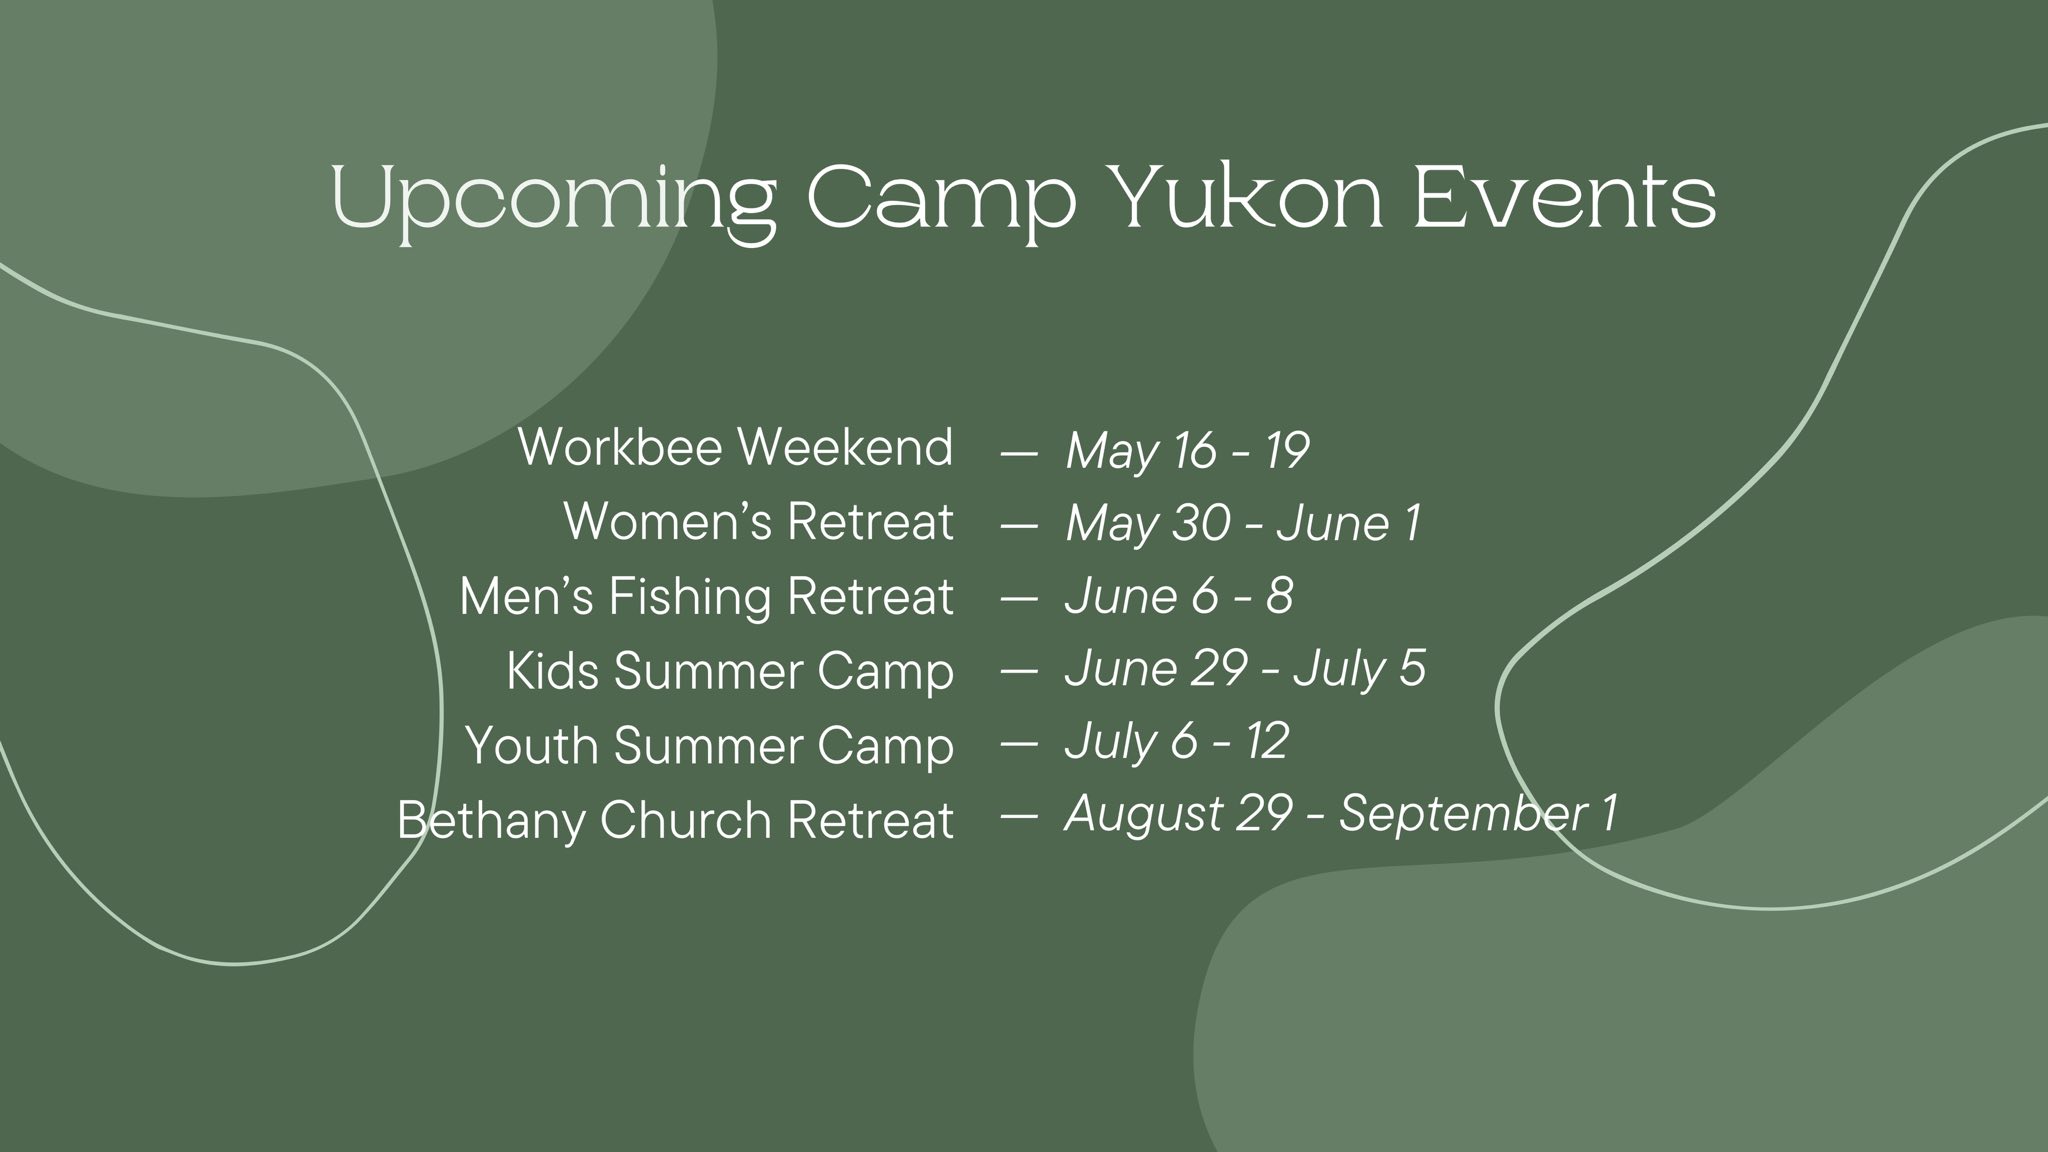 Upcoming Camp Yukon Events
Workbee Weekend — May 16 - 19
Women’s Retreat — May 30 - June 1
Men’s Fishing Retreat — June 6 - 8
Kids Summer Camp — June 29 - July 5
Youth Summer Camp — July 6 - 12
Bethany Church Retreat — August 29 - September 1